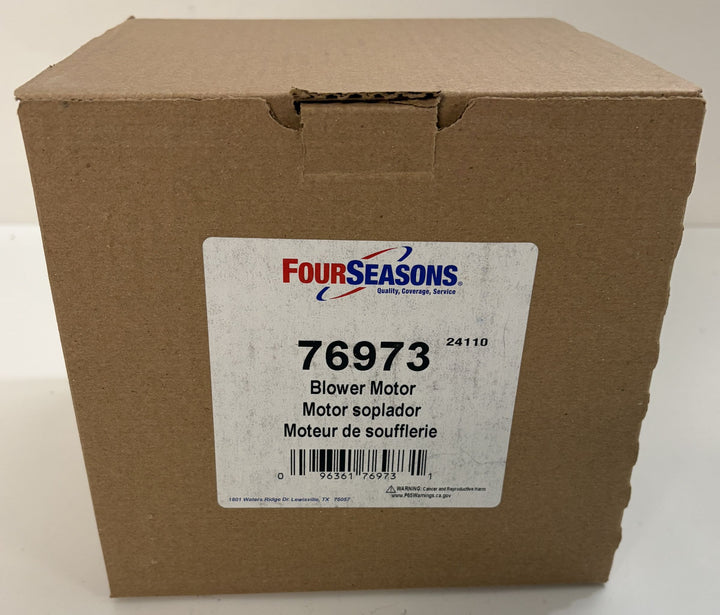 FOURSEASONS®
Quality, Coverage, Service
24110
76973
Blower Motor
Motor soplador
Moteur de soufflerie
0 96361 76973 1
WARNING: Cancer and Reproductive Harm
www.P65Warnings.ca.gov
1801 Waters Ridge Dr. Lewisville, TX 75057